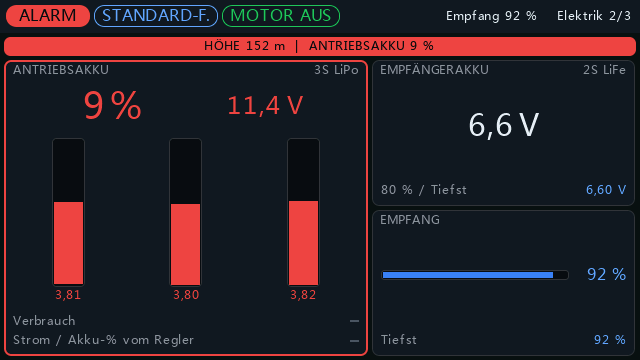 ALARM STANDARD-F. MOTOR AUS Empfang 92 % Elektrik 2/3
HÖHE 152 m | ANTRIEBSAKKU 9 %
ANTRIEBSAKKU 3S LiPo
9 % 11,4 V
3,81 3,80 3,82
Verbrauch —
Strom / Akku-% vom Regler —
EMPFÄNGERAKKU 2S LiFe
6,6 V
80 % / Tiefst 6,60 V
EMPFANG
92 %
Tiefst 92 %